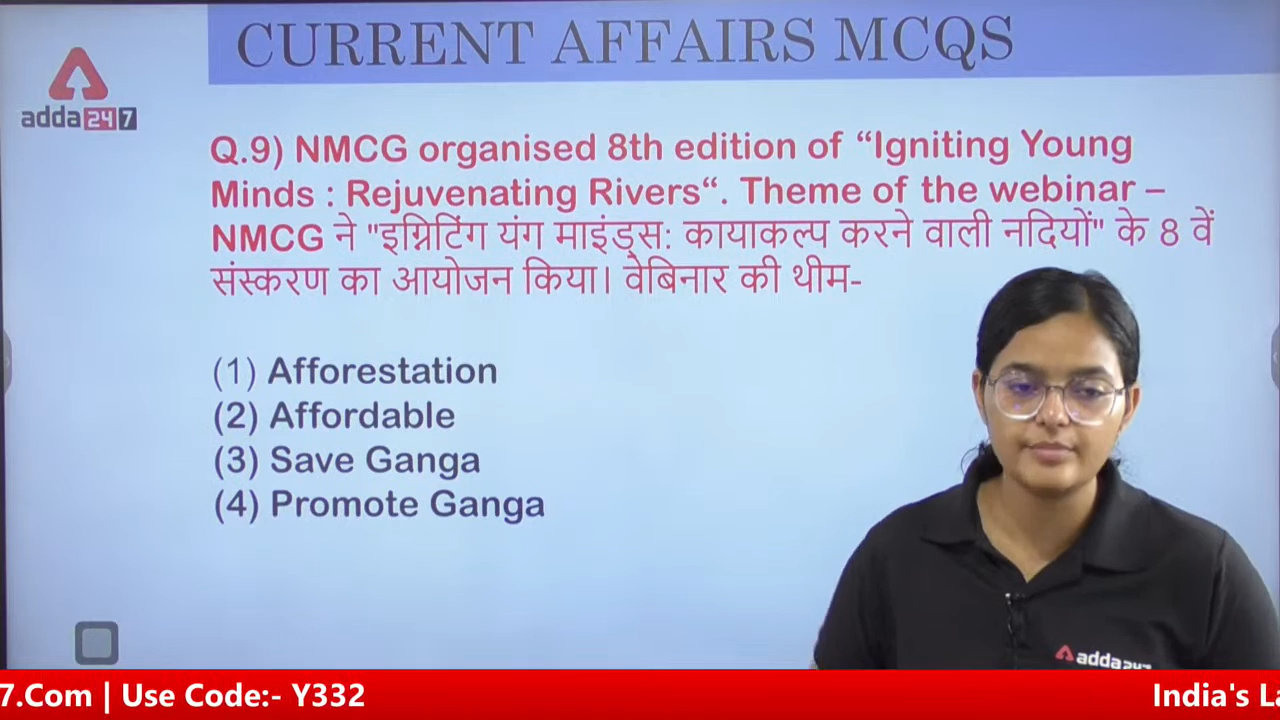 CURRENT AFFAIRS MCQS
adda247
Q.9) NMCG organised 8th edition of “Igniting Young
Minds : Rejuvenating Rivers“. Theme of the webinar –
NMCG ने "इग्निटिंग यंग माइंड्स: कायाकल्प करने वाली नदियों" के 8 वें
संस्करण का आयोजन किया। वेबिनार की थीम-
(1) Afforestation
(2) Affordable
(3) Save Ganga
(4) Promote Ganga
adda247
7.Com | Use Code:- Y332
India's La